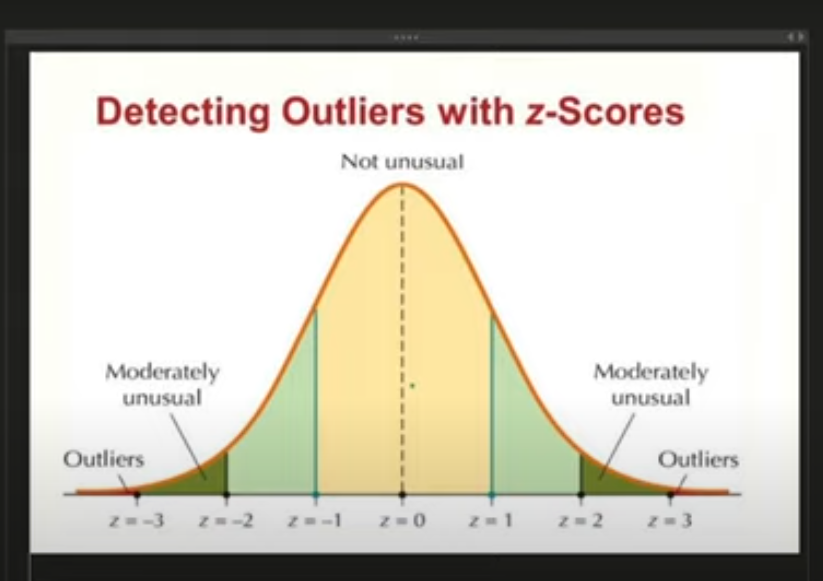 Detecting Outliers with z-Scores
Not unusual
Moderately
unusual
Moderately
unusual
Outliers
Outliers
z = –3
z = –2
z = –1
z = 0
z = 1
z = 2
z = 3